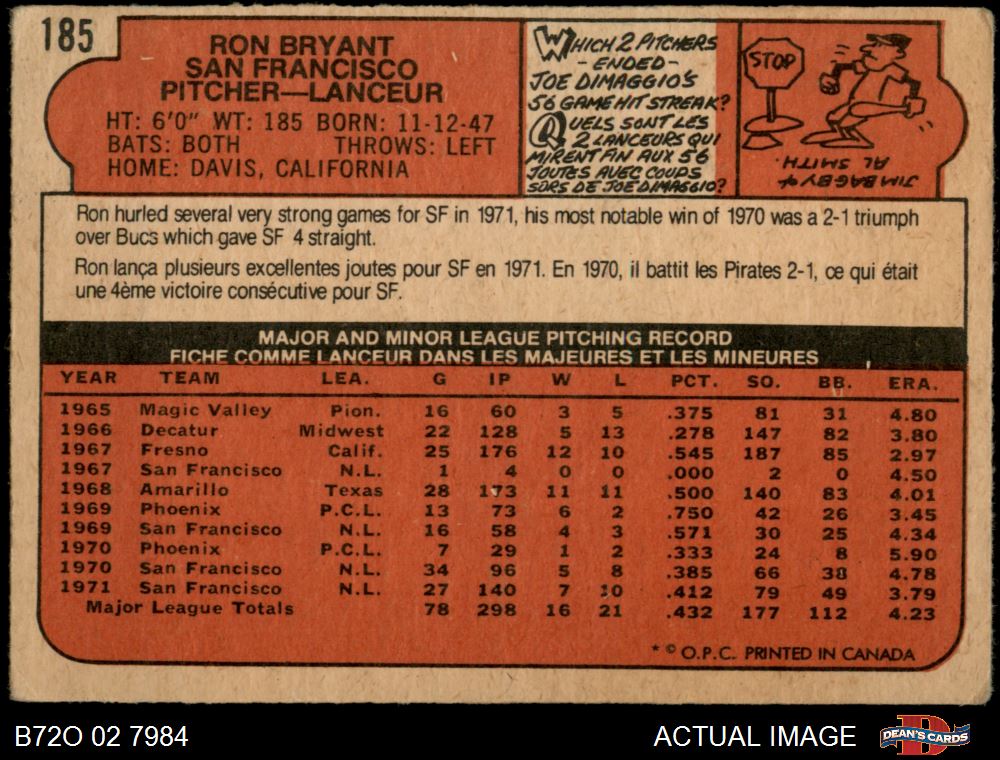 185
RON BRYANT
SAN FRANCISCO
PITCHER—LANCEUR
HT: 6'0" WT: 185 BORN: 11-12-47
BATS: BOTH THROWS: LEFT
HOME: DAVIS, CALIFORNIA
WHICH 2 PITCHERS
-ENDED-
JOE DIMAGGIO'S
56 GAME HIT STREAK?
QUELS SONT LES
2 LANCEURS QUI
MIRENT FIN AUX 56
JOUTES AVEC COUPS
SORS DE JOE DIMAGGIO?
STOP
JIM BAGBY &
AL SMITH.
Ron hurled several very strong games for SF in 1971, his most notable win of 1970 was a 2-1 triumph
over Bucs which gave SF 4 straight.
Ron lança plusieurs excellentes joutes pour SF en 1971. En 1970, il battit les Pirates 2-1, ce qui était
une 4ème victoire consécutive pour SF.
MAJOR AND MINOR LEAGUE PITCHING RECORD
FICHE COMME LANCEUR DANS LES MAJEURES ET LES MINEURES
YEAR TEAM LEA. G IP W L PCT. SO. BB. ERA.
1965 Magic Valley Pion. 16 60 3 5 .375 81 31 4.80
1966 Decatur Midwest 22 128 5 13 .278 147 82 3.80
1967 Fresno Calif. 25 176 12 10 .545 187 85 2.97
1967 San Francisco N.L. 1 4 0 0 .000 2 0 4.50
1968 Amarillo Texas 28 173 11 11 .500 140 83 4.01
1969 Phoenix P.C.L. 13 73 6 2 .750 42 26 3.45
1969 San Francisco N.L. 16 58 4 3 .571 30 25 4.34
1970 Phoenix P.C.L. 7 29 1 2 .333 24 8 5.90
1970 San Francisco N.L. 34 96 5 8 .385 66 38 4.78
1971 San Francisco N.L. 27 140 7 10 .412 79 49 3.79
Major League Totals 78 298 16 21 .432 177 112 4.23
* © O.P.C. PRINTED IN CANADA
B72O 02 7984
ACTUAL IMAGE
D
DEAN'S CARDS